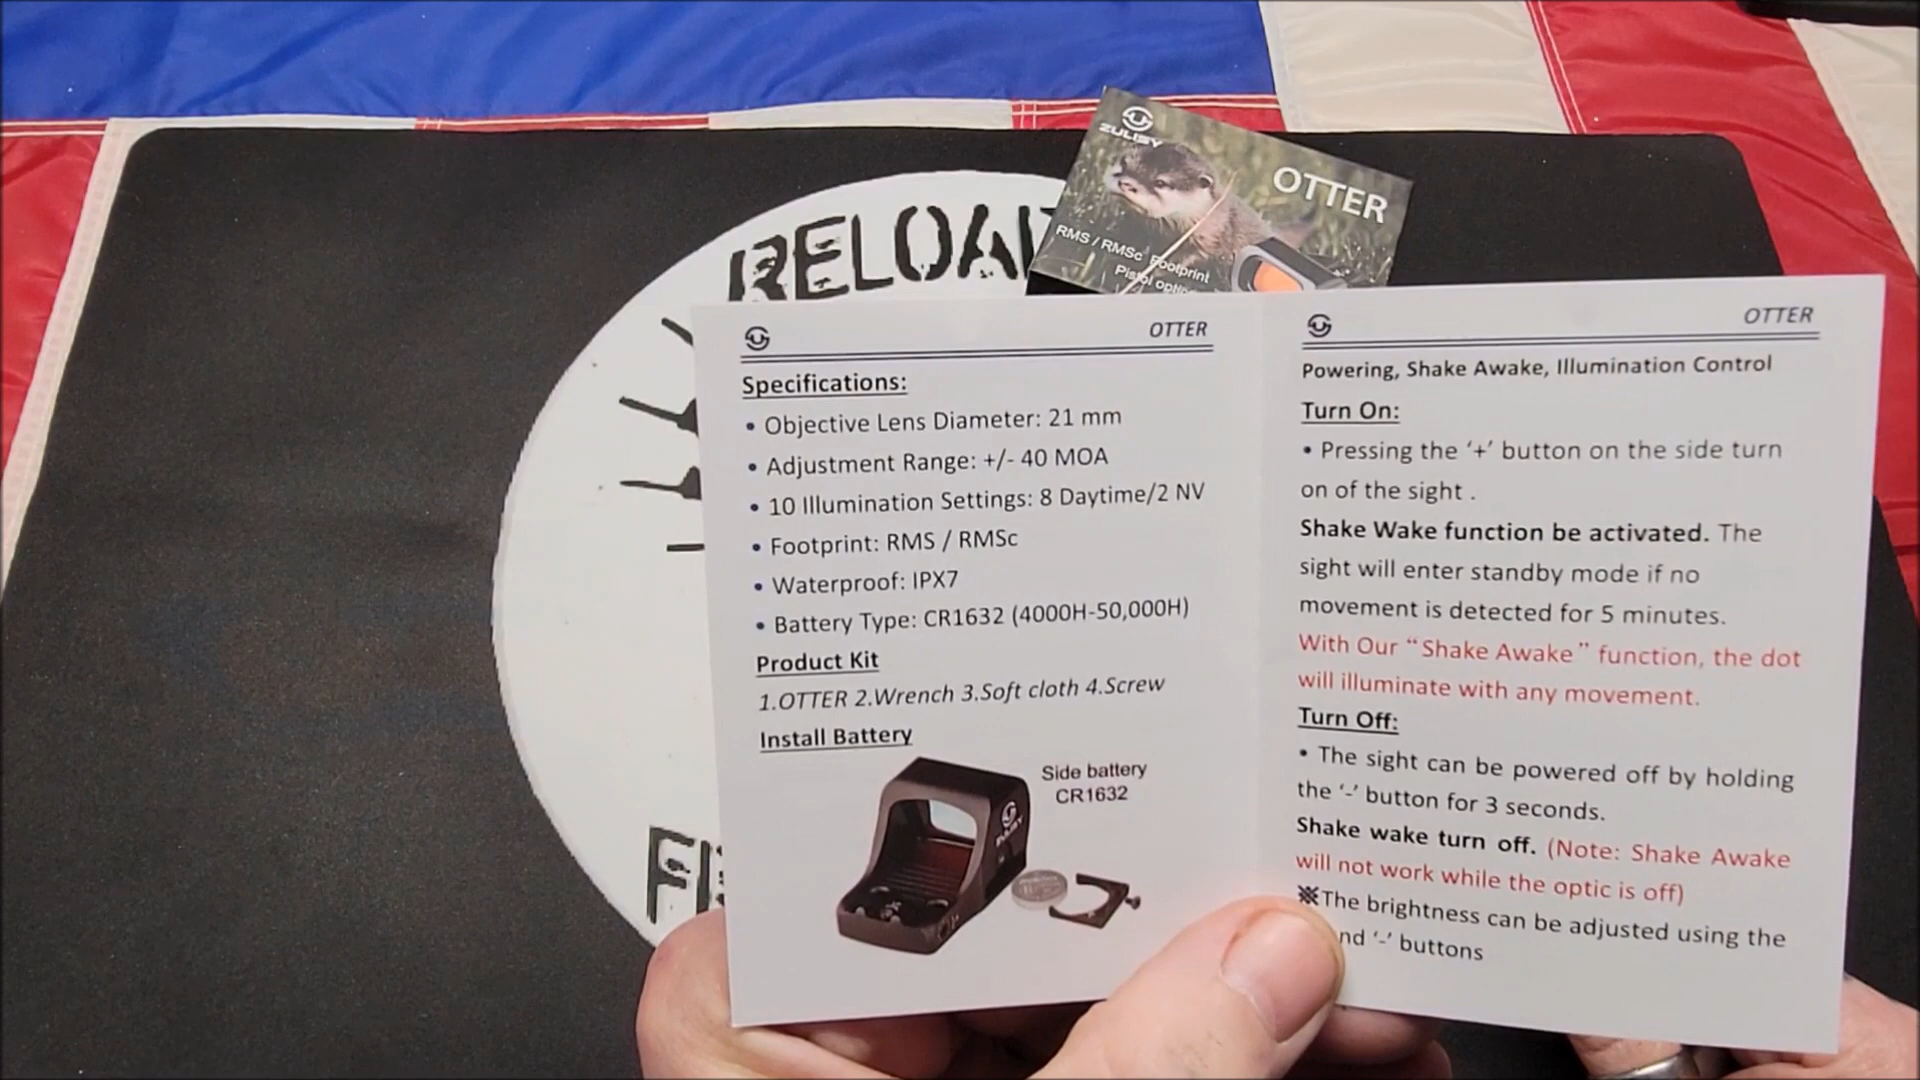 RELOAD
ZULISY
OTTER
RMS / RMSc Footprint
Pistol optic
OTTER
Specifications:
• Objective Lens Diameter: 21 mm
• Adjustment Range: +/- 40 MOA
• 10 Illumination Settings: 8 Daytime/2 NV
• Footprint: RMS / RMSc
• Waterproof: IPX7
• Battery Type: CR1632 (4000H-50,000H)
Product Kit
1.OTTER 2.Wrench 3.Soft cloth 4.Screw
Install Battery
Side battery
CR1632
ZULISY
OTTER
Powering, Shake Awake, Illumination Control
Turn On:
• Pressing the ‘+’ button on the side turn
on of the sight .
Shake Wake function be activated. The
sight will enter standby mode if no
movement is detected for 5 minutes.
With Our “Shake Awake” function, the dot
will illuminate with any movement.
Turn Off:
• The sight can be powered off by holding
the ‘-’ button for 3 seconds.
Shake wake turn off. (Note: Shake Awake
will not work while the optic is off)
※The brightness can be adjusted using the
nd ‘-’ buttons